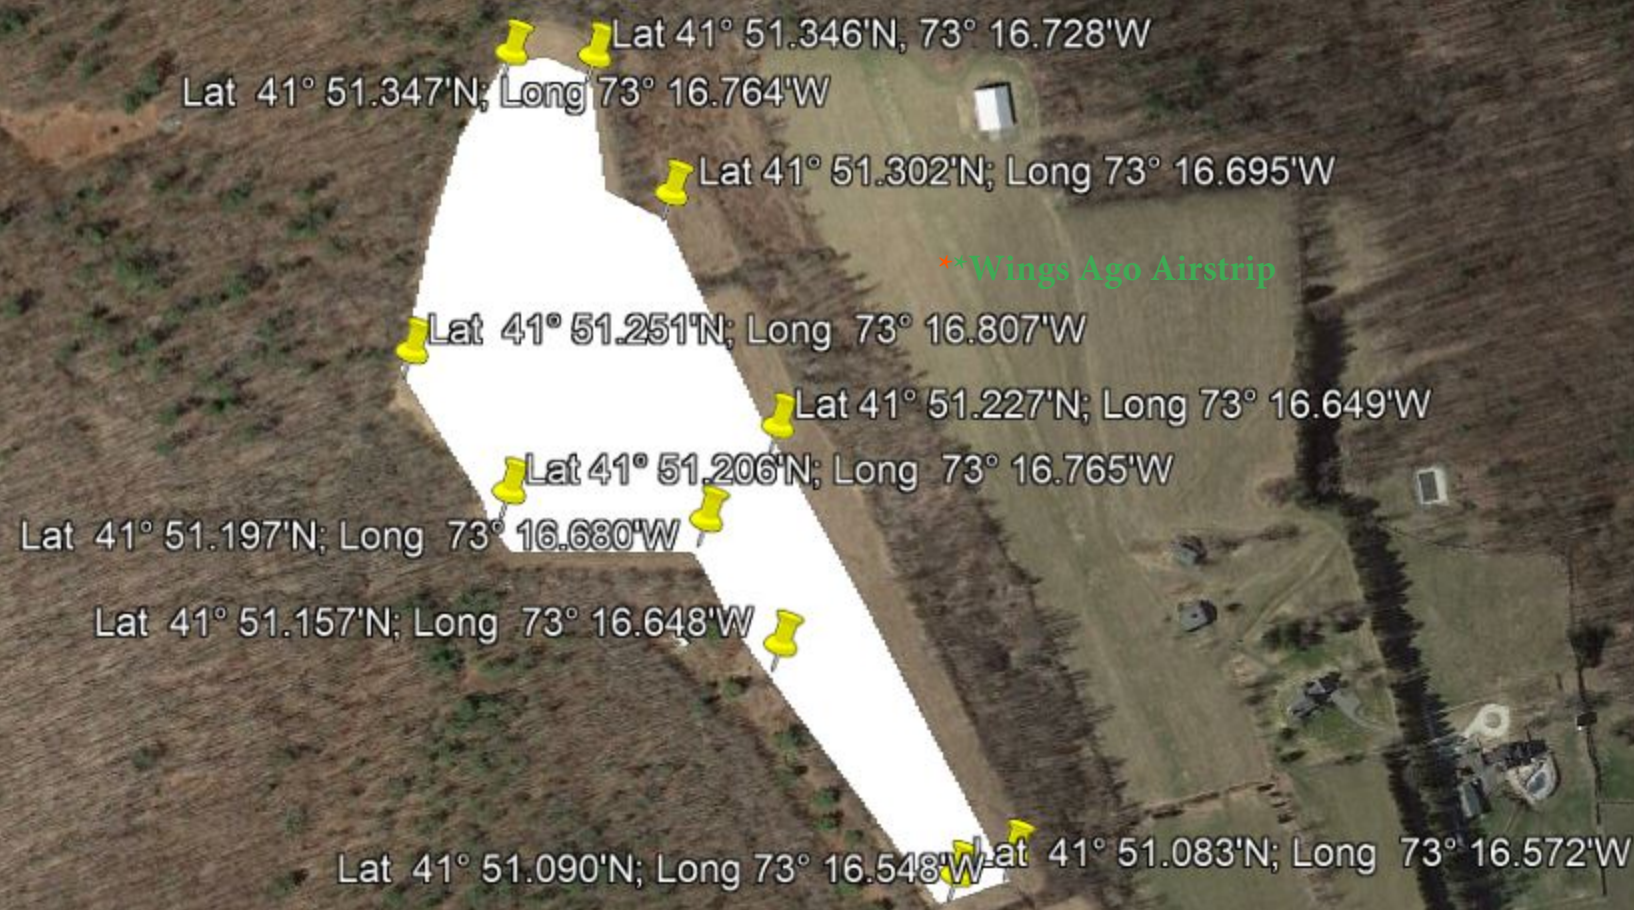 Lat 41° 51.346'N, 73° 16.728'W
Lat 41° 51.347'N; Long 73° 16.764'W
Lat 41° 51.302'N; Long 73° 16.695'W
**Wings Ago Airstrip
Lat 41° 51.251'N; Long 73° 16.807'W
Lat 41° 51.227'N; Long 73° 16.649'W
Lat 41° 51.206'N; Long 73° 16.765'W
Lat 41° 51.197'N; Long 73° 16.680'W
Lat 41° 51.157'N; Long 73° 16.648'W
Lat 41° 51.083'N; Long 73° 16.572'W
Lat 41° 51.090'N; Long 73° 16.548'W